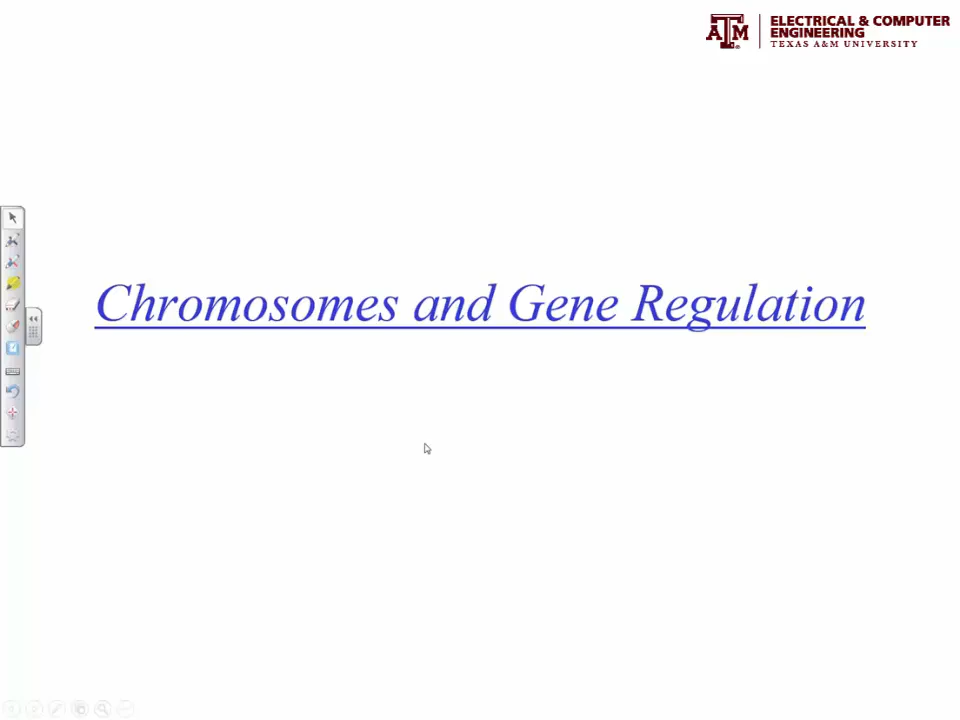 ELECTRICAL & COMPUTER
ENGINEERING
TEXAS A&M UNIVERSITY
Chromosomes and Gene Regulation